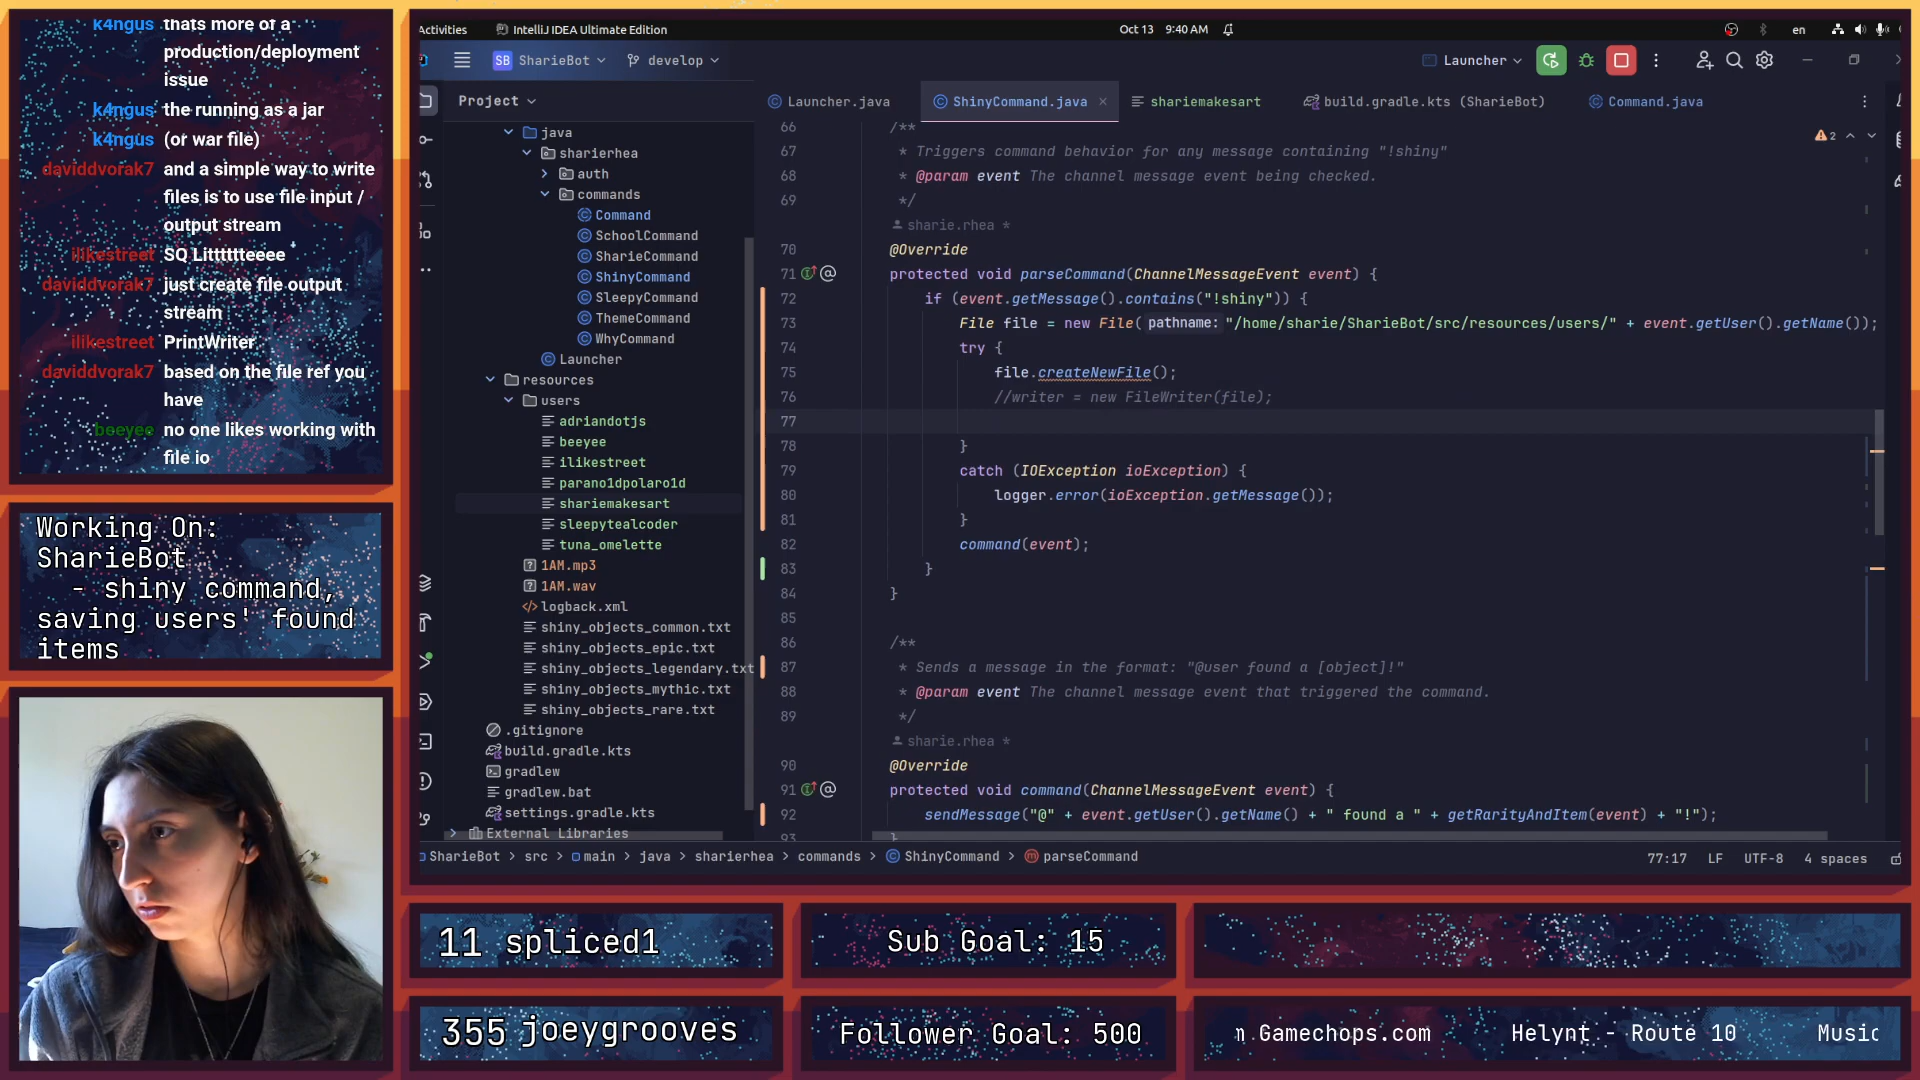 k4ngus thats more of a
production/deployment
issue
k4ngus the running as a jar
k4ngus (or war file)
daviddvorak7 and a simple way to write
files is to use file input /
output stream
ilikestreet SQ Litttttteeee
daviddvorak7 just create file output
stream
ilikestreet PrintWriter
daviddvorak7 based on the file ref you
have
beeyee no one likes working with
file io
Working On:
SharieBot
- shiny command,
saving users' found
items
Activities
IntelliJ IDEA Ultimate Edition
Oct 13 9:40 AM
en
SB SharieBot
develop
Launcher
Project
Launcher.java
ShinyCommand.java
shariemakesart
build.gradle.kts (SharieBot)
Command.java
java
sharierhea
auth
commands
Command
SchoolCommand
SharieCommand
ShinyCommand
SleepyCommand
ThemeCommand
WhyCommand
Launcher
resources
users
adriandotjs
beeyee
ilikestreet
parano1dpolaro1d
shariemakesart
sleepytealcoder
tuna_omelette
1AM.mp3
1AM.wav
logback.xml
shiny_objects_common.txt
shiny_objects_epic.txt
shiny_objects_legendary.txt
shiny_objects_mythic.txt
shiny_objects_rare.txt
.gitignore
build.gradle.kts
gradlew
gradlew.bat
settings.gradle.kts
External Libraries
2
66 /**
67 * Triggers command behavior for any message containing "!shiny"
68 * @param event The channel message event being checked.
69 */
sharie.rhea *
70 @Override
71 protected void parseCommand(ChannelMessageEvent event) {
72 if (event.getMessage().contains("!shiny")) {
73 File file = new File( pathname: "/home/sharie/SharieBot/src/resources/users/" + event.getUser().getName());
74 try {
75 file.createNewFile();
76 //writer = new FileWriter(file);
77
78 }
79 catch (IOException ioException) {
80 logger.error(ioException.getMessage());
81 }
82 command(event);
83 }
84 }
85
86 /**
87 * Sends a message in the format: "@user found a [object]!"
88 * @param event The channel message event that triggered the command.
89 */
sharie.rhea *
90 @Override
91 protected void command(ChannelMessageEvent event) {
92 sendMessage("@" + event.getUser().getName() + " found a " + getRarityAndItem(event) + "!");
93 }
SharieBot > src > main > java > sharierhea > commands > ShinyCommand > parseCommand
77:17 LF UTF-8 4 spaces
11 spliced1
Sub Goal: 15
355 joeygrooves
Follower Goal: 500
n Gamechops.com Helynt - Route 10 Music